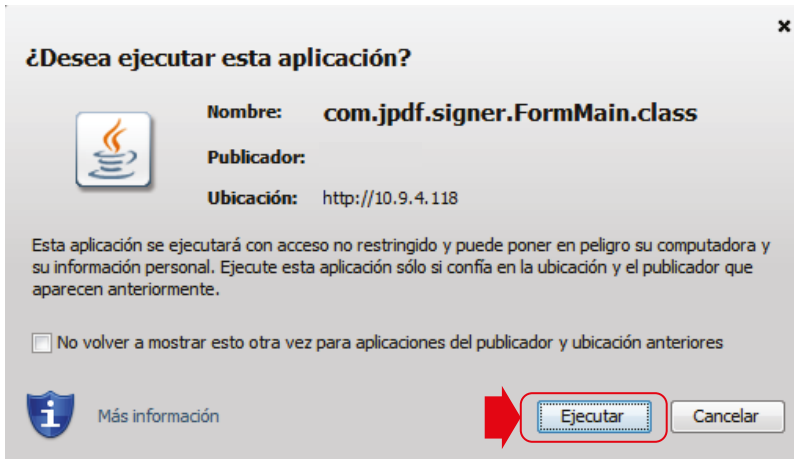 ¿Desea ejecutar esta aplicación?
Nombre: com.jpdf.signer.FormMain.class
Publicador:
Ubicación: http://10.9.4.118
Esta aplicación se ejecutará con acceso no restringido y puede poner en peligro su computadora y
su información personal. Ejecute esta aplicación sólo si confía en la ubicación y el publicador que
aparecen anteriormente.
No volver a mostrar esto otra vez para aplicaciones del publicador y ubicación anteriores
Más información Ejecutar Cancelar